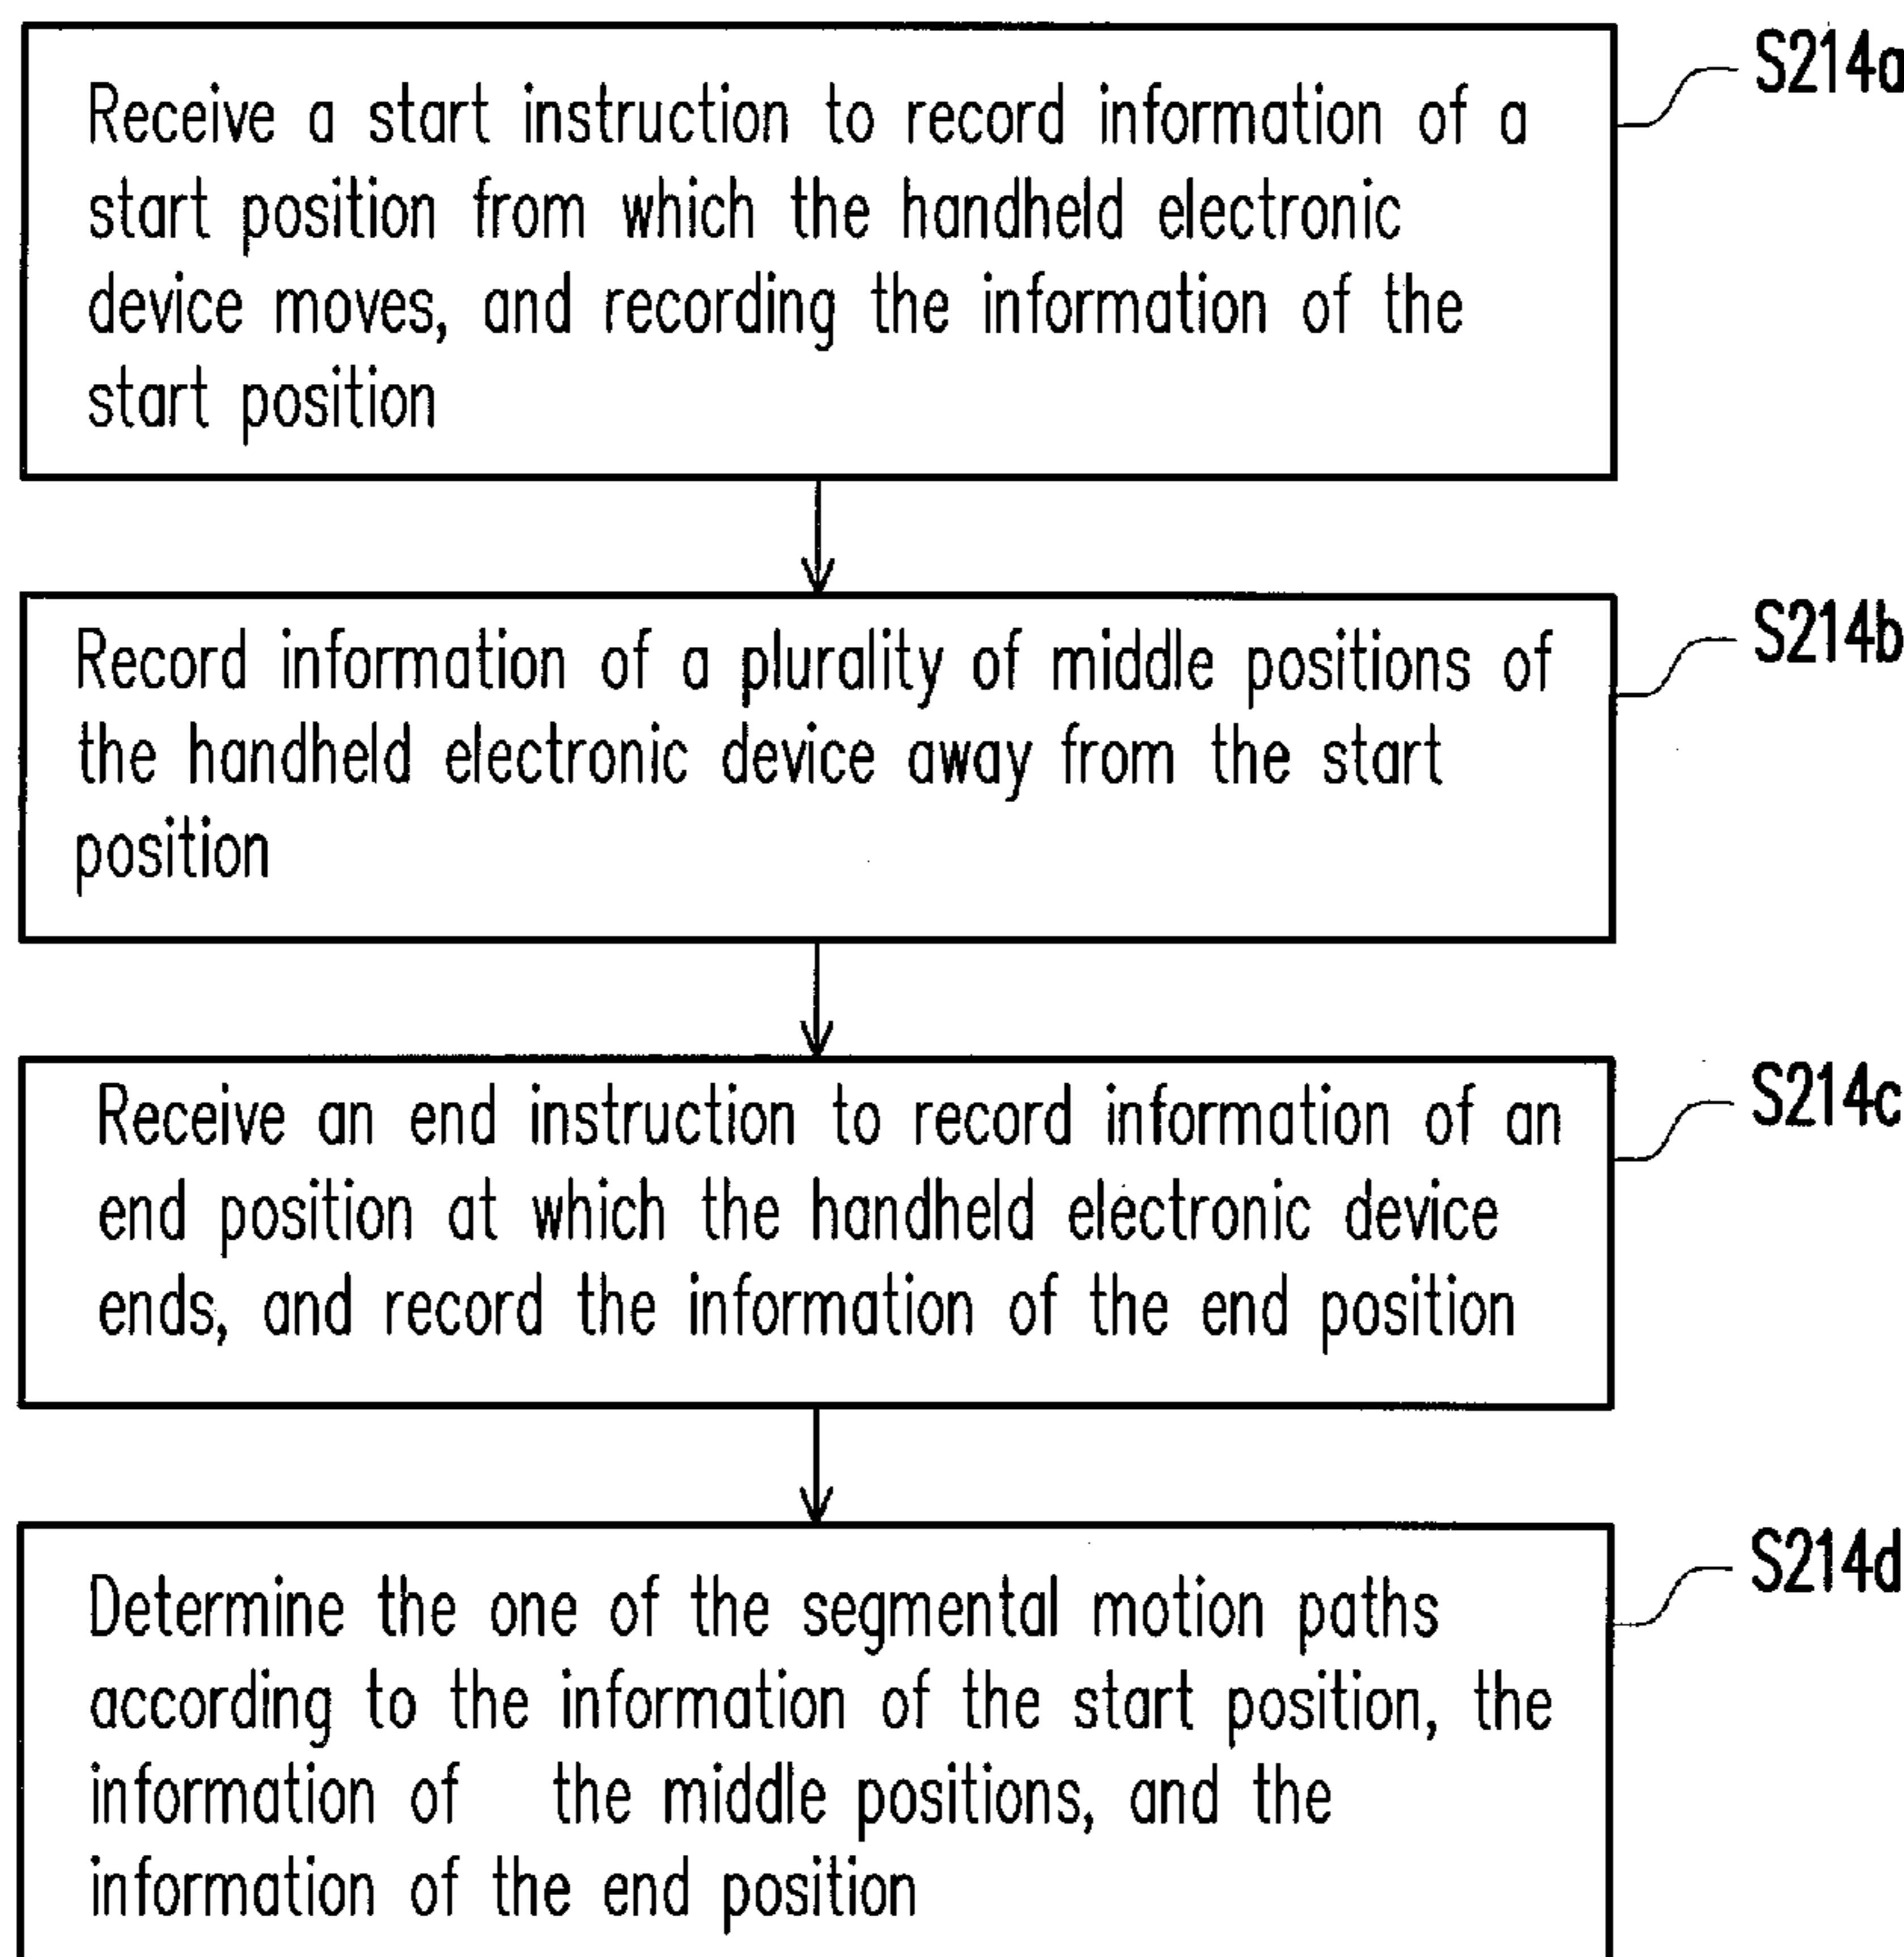 S214a
Receive a start instruction to record information of a
start position from which the handheld electronic
device moves, and recording the information of the
start position
S214b
Record information of a plurality of middle positions of
the handheld electronic device away from the start
position
S214c
Receive an end instruction to record information of an
end position at which the handheld electronic device
ends, and record the information of the end position
S214d
Determine the one of the segmental motion paths
according to the information of the start position, the
information of the middle positions, and the
information of the end position